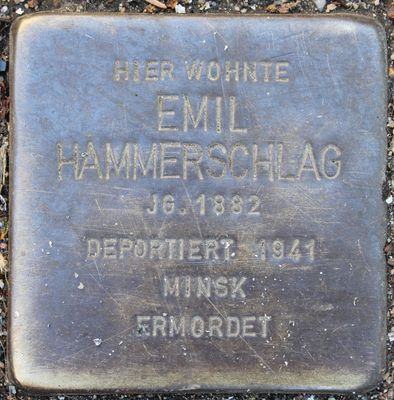 HIER WOHNTE
EMIL
HAMMERSCHLAG
JG. 1882
DEPORTIERT 1941
MINSK
ERMORDET